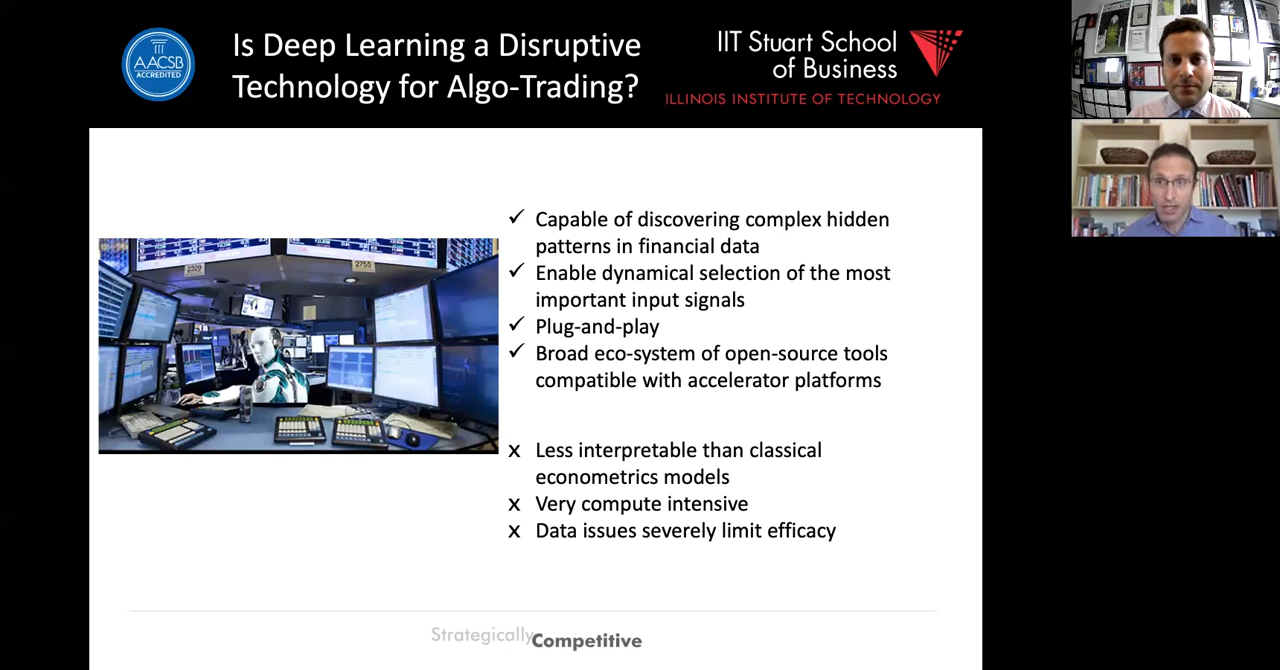 AACSB
ACCREDITED
Is Deep Learning a Disruptive
Technology for Algo-Trading?
IIT Stuart School
of Business
ILLINOIS INSTITUTE OF TECHNOLOGY
2329
2755
✓ Capable of discovering complex hidden
patterns in financial data
✓ Enable dynamical selection of the most
important input signals
✓ Plug-and-play
✓ Broad eco-system of open-source tools
compatible with accelerator platforms
x Less interpretable than classical
econometrics models
x Very compute intensive
x Data issues severely limit efficacy
StrategicallyCompetitive